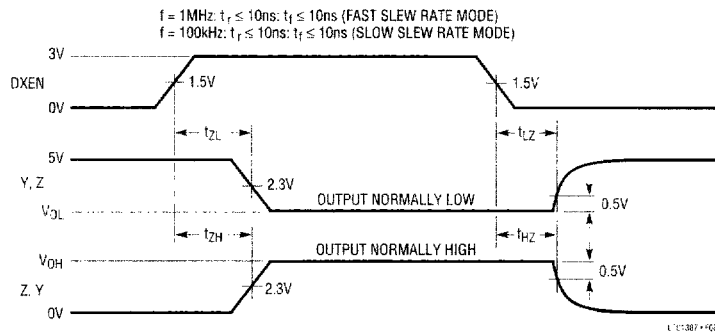 f = 1MHz: tr ≤ 10ns: tf ≤ 10ns (FAST SLEW RATE MODE)
f = 100kHz: tr ≤ 10ns: tf ≤ 10ns (SLOW SLEW RATE MODE)
3V
DXEN
1.5V
1.5V
0V
tZL
tLZ
5V
Y, Z
2.3V
OUTPUT NORMALLY LOW
0.5V
VOL
tZH
tHZ
OUTPUT NORMALLY HIGH
VOH
0.5V
Z, Y
2.3V
0V